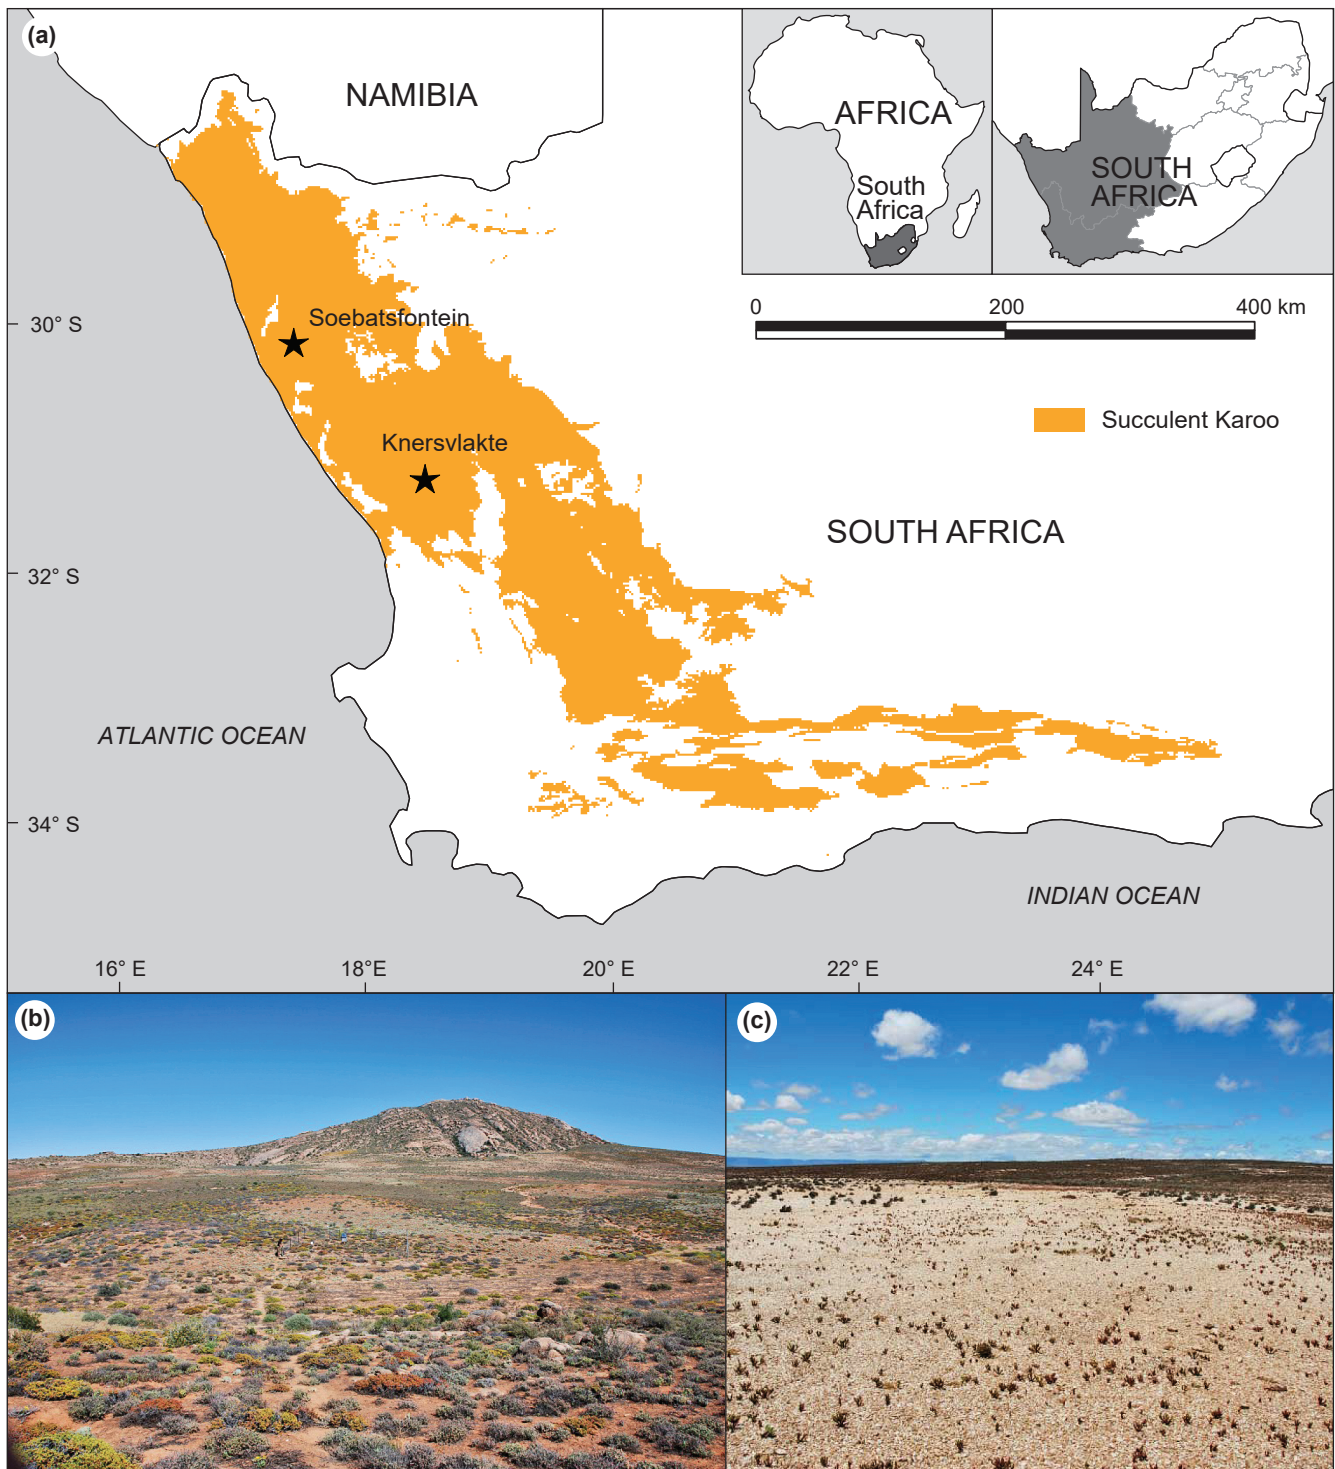 (a)
NAMIBIA
AFRICA
South
Africa
SOUTH
AFRICA
0 200 400 km
Soebatsfontein
30° S
Succulent Karoo
Knersvlakte
SOUTH AFRICA
32° S
ATLANTIC OCEAN
34° S
INDIAN OCEAN
16° E 18° E 20° E 22° E 24° E
(b)
(c)